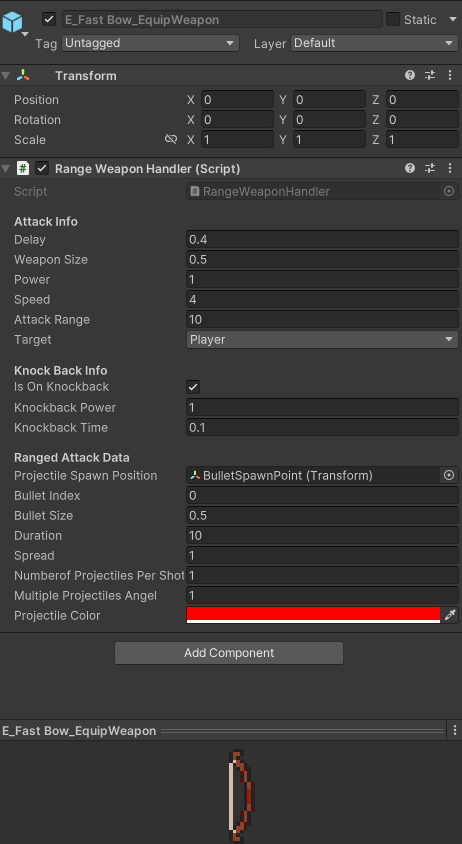 E_Fast Bow_EquipWeapon Static
Tag Untagged Layer Default
Transform
Position X 0 Y 0 Z 0
Rotation X 0 Y 0 Z 0
Scale X 1 Y 1 Z 1
# Range Weapon Handler (Script)
Script # RangeWeaponHandler
Attack Info
Delay 0.4
Weapon Size 0.5
Power 1
Speed 4
Attack Range 10
Target Player
Knock Back Info
Is On Knockback
Knockback Power 1
Knockback Time 0.1
Ranged Attack Data
Projectile Spawn Position BulletSpawnPoint (Transform)
Bullet Index 0
Bullet Size 0.5
Duration 10
Spread 1
Numberof Projectiles Per Shot 1
Multiple Projectiles Angel 1
Projectile Color
Add Component
E_Fast Bow_EquipWeapon